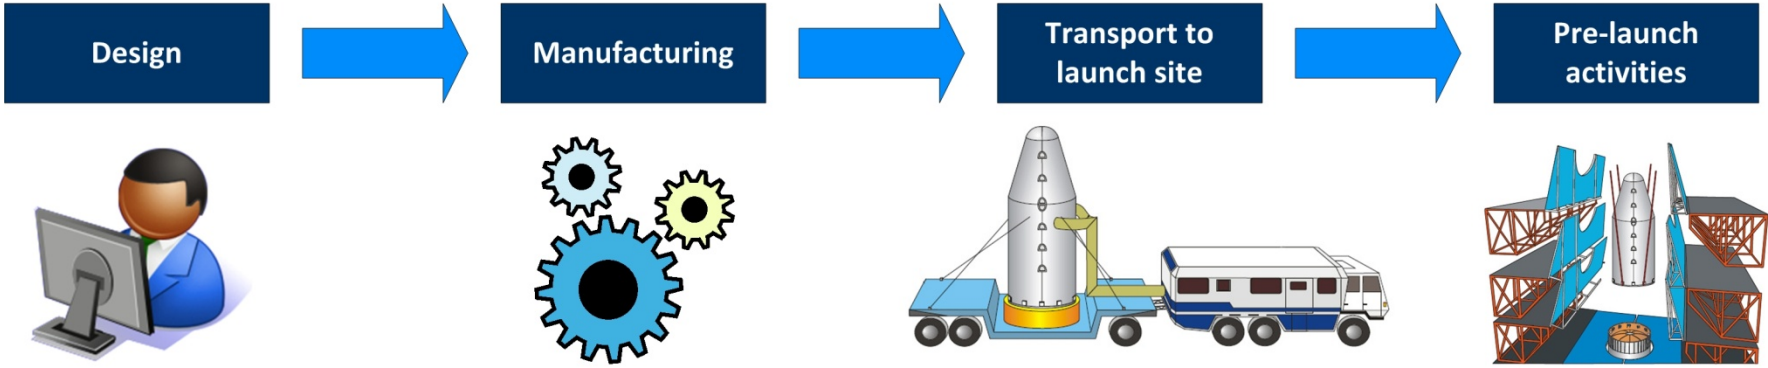 Design
Manufacturing
Transport to
launch site
Pre-launch
activities